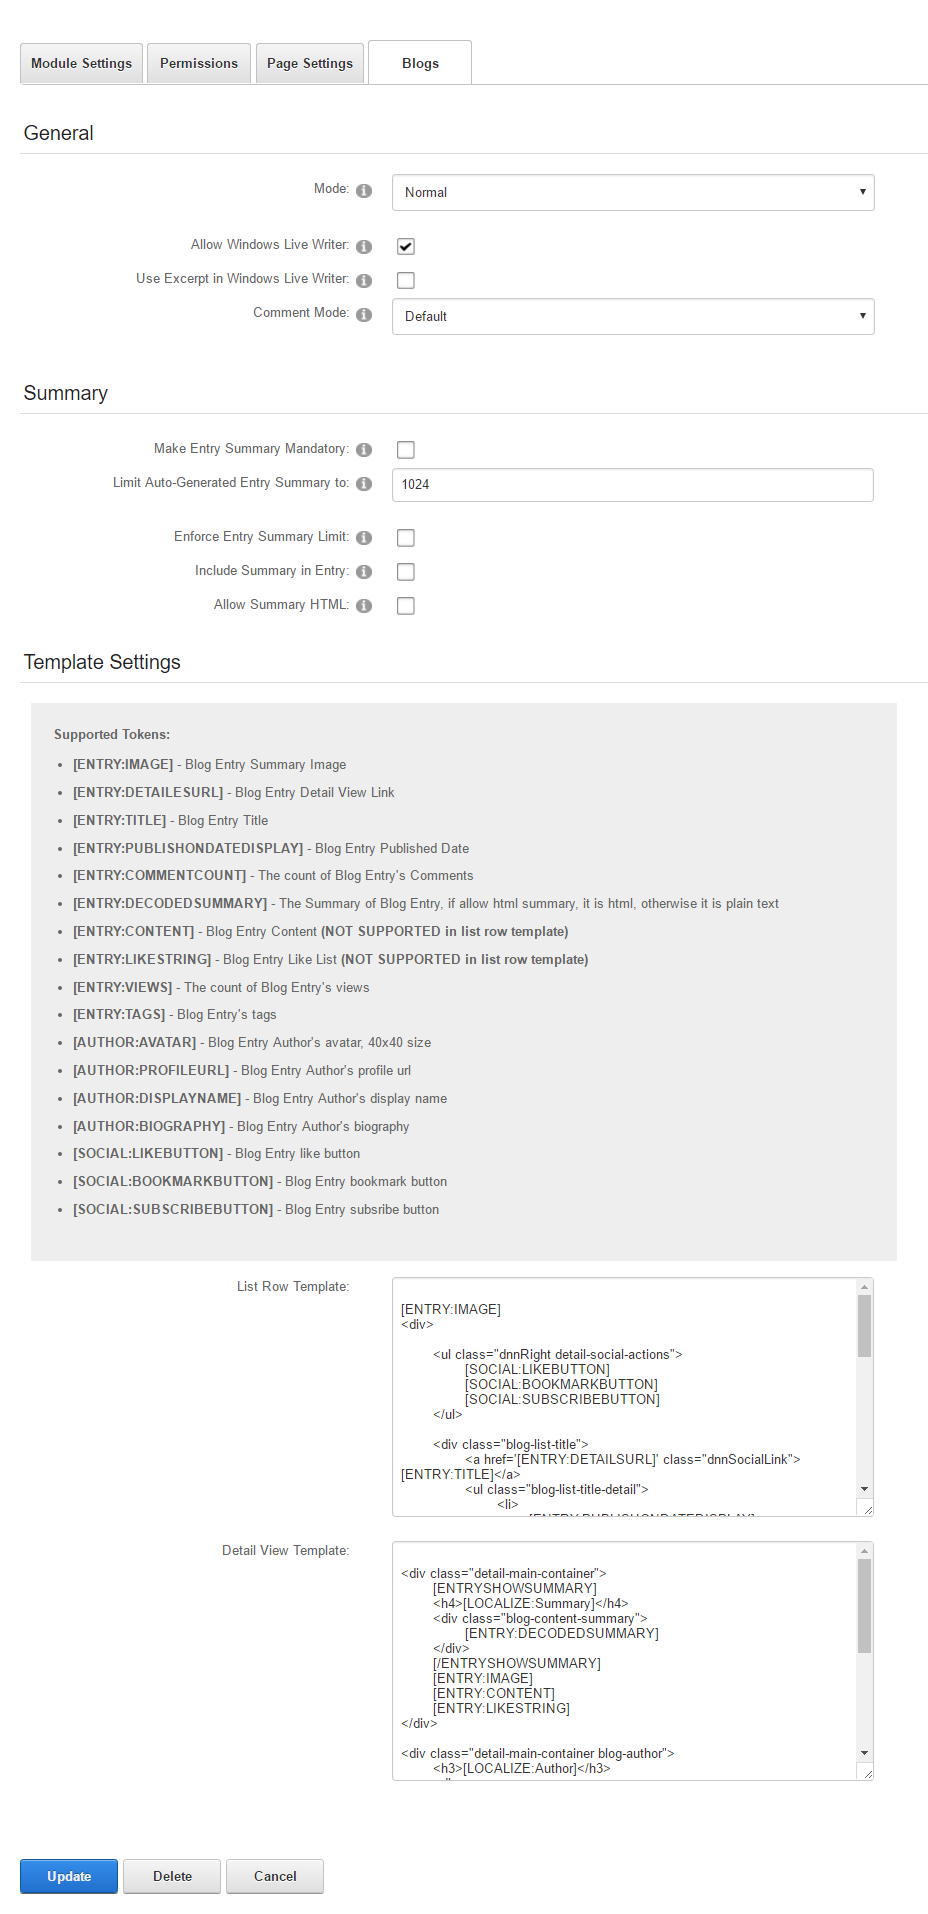 Module Settings Permissions Page Settings Blogs
General
Mode: Normal
Allow Windows Live Writer:
Use Excerpt in Windows Live Writer:
Comment Mode: Default
Summary
Make Entry Summary Mandatory:
Limit Auto-Generated Entry Summary to: 1024
Enforce Entry Summary Limit:
Include Summary in Entry:
Allow Summary HTML:
Template Settings
Supported Tokens:
• [ENTRY:IMAGE] - Blog Entry Summary Image
• [ENTRY:DETAILESURL] - Blog Entry Detail View Link
• [ENTRY:TITLE] - Blog Entry Title
• [ENTRY:PUBLISHONDATEDISPLAY] - Blog Entry Published Date
• [ENTRY:COMMENTCOUNT] - The count of Blog Entry's Comments
• [ENTRY:DECODEDSUMMARY] - The Summary of Blog Entry, if allow html summary, it is html, otherwise it is plain text
• [ENTRY:CONTENT] - Blog Entry Content (NOT SUPPORTED in list row template)
• [ENTRY:LIKESTRING] - Blog Entry Like List (NOT SUPPORTED in list row template)
• [ENTRY:VIEWS] - The count of Blog Entry's views
• [ENTRY:TAGS] - Blog Entry's tags
• [AUTHOR:AVATAR] - Blog Entry Author's avatar, 40x40 size
• [AUTHOR:PROFILEURL] - Blog Entry Author's profile url
• [AUTHOR:DISPLAYNAME] - Blog Entry Author's display name
• [AUTHOR:BIOGRAPHY] - Blog Entry Author's biography
• [SOCIAL:LIKEBUTTON] - Blog Entry like button
• [SOCIAL:BOOKMARKBUTTON] - Blog Entry bookmark button
• [SOCIAL:SUBSCRIBEBUTTON] - Blog Entry subsribe button
List Row Template:
[ENTRY:IMAGE]
<div>
<ul class="dnnRight detail-social-actions">
[SOCIAL:LIKEBUTTON]
[SOCIAL:BOOKMARKBUTTON]
[SOCIAL:SUBSCRIBEBUTTON]
</ul>
<div class="blog-list-title">
<a href='[ENTRY:DETAILSURL]' class="dnnSocialLink">
[ENTRY:TITLE]</a>
<ul class="blog-list-title-detail">
<li>
[ENTRY:PUBLISHONDATEDISPLAY]
Detail View Template:
<div class="detail-main-container">
[ENTRYSHOWSUMMARY]
<h4>[LOCALIZE:Summary]</h4>
<div class="blog-content-summary">
[ENTRY:DECODEDSUMMARY]
</div>
[/ENTRYSHOWSUMMARY]
[ENTRY:IMAGE]
[ENTRY:CONTENT]
[ENTRY:LIKESTRING]
</div>
<div class="detail-main-container blog-author">
<h3>[LOCALIZE:Author]</h3>
Update Delete Cancel